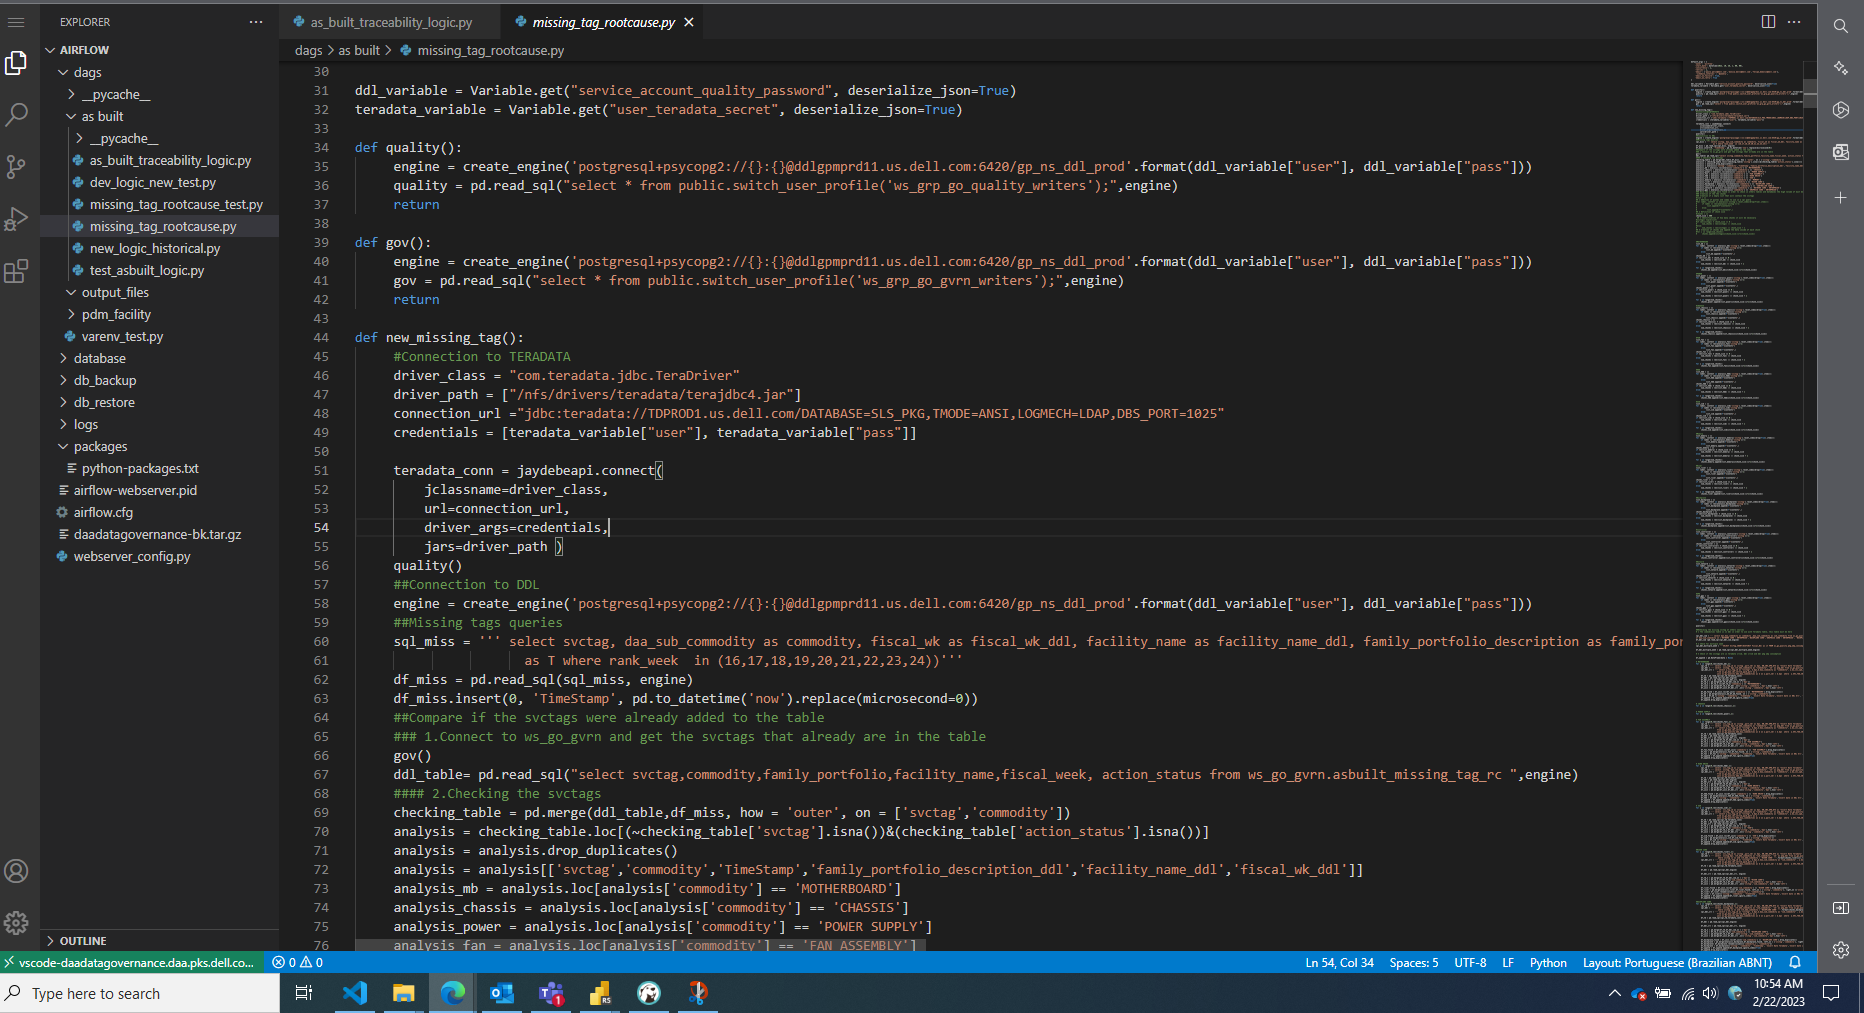 EXPLORER
as_built_traceability_logic.py
missing_tag_rootcause.py
AIRFLOW
dags > as built > missing_tag_rootcause.py
dags
__pycache__
as built
__pycache__
as_built_traceability_logic.py
dev_logic_new_test.py
missing_tag_rootcause_test.py
missing_tag_rootcause.py
new_logic_historical.py
test_asbuilt_logic.py
output_files
pdm_facility
varenv_test.py
database
db_backup
db_restore
logs
packages
python-packages.txt
airflow-webserver.pid
airflow.cfg
daadatagovernance-bk.tar.gz
webserver_config.py
OUTLINE
30
31 ddl_variable = Variable.get("service_account_quality_password", deserialize_json=True)
32 teradata_variable = Variable.get("user_teradata_secret", deserialize_json=True)
33
34 def quality():
35 engine = create_engine('postgresql+psycopg2://{}:{}@ddlgpmprd11.us.dell.com:6420/gp_ns_ddl_prod'.format(ddl_variable["user"], ddl_variable["pass"]))
36 quality = pd.read_sql("select * from public.switch_user_profile('ws_grp_go_quality_writers');",engine)
37 return
38
39 def gov():
40 engine = create_engine('postgresql+psycopg2://{}:{}@ddlgpmprd11.us.dell.com:6420/gp_ns_ddl_prod'.format(ddl_variable["user"], ddl_variable["pass"]))
41 gov = pd.read_sql("select * from public.switch_user_profile('ws_grp_go_gvrn_writers');",engine)
42 return
43
44 def new_missing_tag():
45 #Connection to TERADATA
46 driver_class = "com.teradata.jdbc.TeraDriver"
47 driver_path = ["/nfs/drivers/teradata/terajdbc4.jar"]
48 connection_url ="jdbc:teradata://TDPROD1.us.dell.com/DATABASE=SLS_PKG,TMODE=ANSI,LOGMECH=LDAP,DBS_PORT=1025"
49 credentials = [teradata_variable["user"], teradata_variable["pass"]]
50
51 teradata_conn = jaydebeapi.connect(
52 jclassname=driver_class,
53 url=connection_url,
54 driver_args=credentials,
55 jars=driver_path )
56 quality()
57 ##Connection to DDL
58 engine = create_engine('postgresql+psycopg2://{}:{}@ddlgpmprd11.us.dell.com:6420/gp_ns_ddl_prod'.format(ddl_variable["user"], ddl_variable["pass"]))
59 ##Missing tags queries
60 sql_miss = ''' select svctag, daa_sub_commodity as commodity, fiscal_wk as fiscal_wk_ddl, facility_name as facility_name_ddl, family_portfolio_description as family_por
61 as T where rank_week  in (16,17,18,19,20,21,22,23,24))'''
62 df_miss = pd.read_sql(sql_miss, engine)
63 df_miss.insert(0, 'TimeStamp', pd.to_datetime('now').replace(microsecond=0))
64 ##Compare if the svctags were already added to the table
65 ### 1.Connect to ws_go_gvrn and get the svctags that already are in the table
66 gov()
67 ddl_table= pd.read_sql("select svctag,commodity,family_portfolio,facility_name,fiscal_week, action_status from ws_go_gvrn.asbuilt_missing_tag_rc ",engine)
68 #### 2.Checking the svctags
69 checking_table = pd.merge(ddl_table,df_miss, how = 'outer', on = ['svctag','commodity'])
70 analysis = checking_table.loc[(~checking_table['svctag'].isna())&(checking_table['action_status'].isna())]
71 analysis = analysis.drop_duplicates()
72 analysis = analysis[['svctag','commodity','TimeStamp','family_portfolio_description_ddl','facility_name_ddl','fiscal_wk_ddl']]
73 analysis_mb = analysis.loc[analysis['commodity'] == 'MOTHERBOARD']
74 analysis_chassis = analysis.loc[analysis['commodity'] == 'CHASSIS']
75 analysis_power = analysis.loc[analysis['commodity'] == 'POWER SUPPLY']
76 analysis_fan = analysis.loc[analysis['commodity'] == 'FAN ASSEMBLY']
vscode-daadatagovernance.daa.pks.dell.co... 0 0
Ln 54, Col 34 Spaces: 5 UTF-8 LF Python Layout: Portuguese (Brazilian ABNT)
Type here to search
10:54 AM
2/22/2023